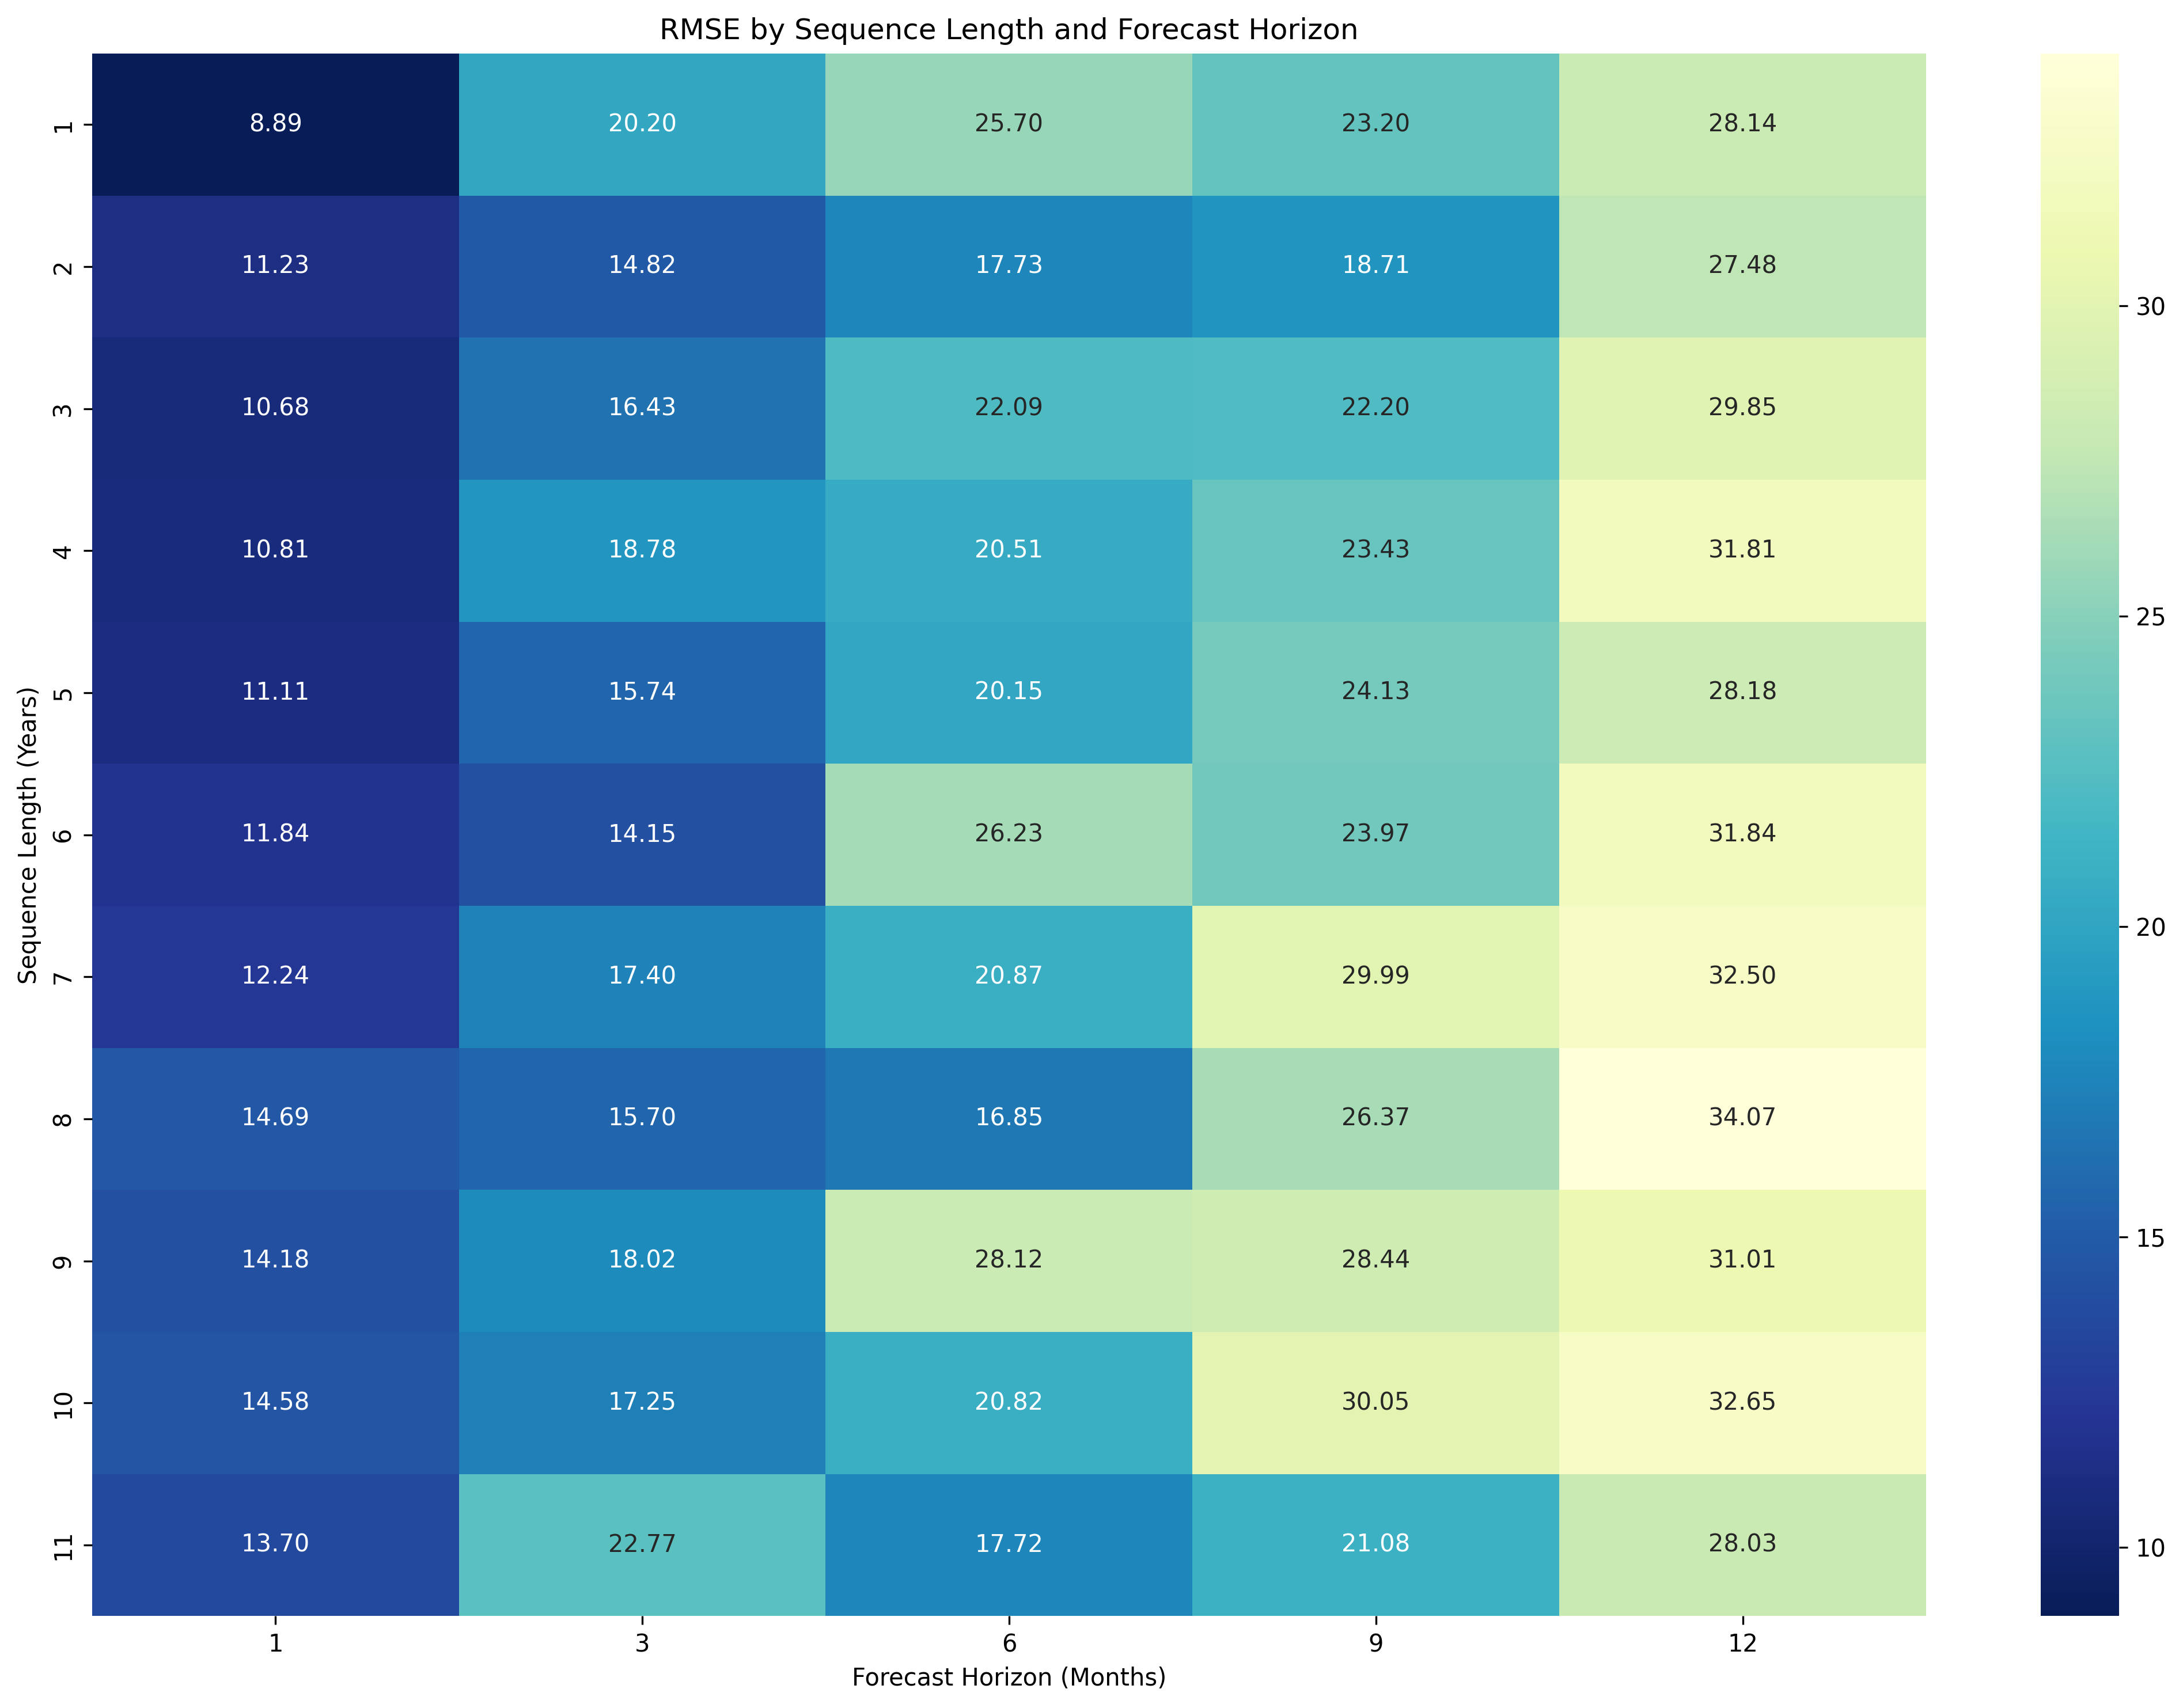 RMSE by Sequence Length and Forecast Horizon
Sequence Length (Years)
1 8.89 20.20 25.70 23.20 28.14
2 11.23 14.82 17.73 18.71 27.48
3 10.68 16.43 22.09 22.20 29.85
4 10.81 18.78 20.51 23.43 31.81
5 11.11 15.74 20.15 24.13 28.18
6 11.84 14.15 26.23 23.97 31.84
7 12.24 17.40 20.87 29.99 32.50
8 14.69 15.70 16.85 26.37 34.07
9 14.18 18.02 28.12 28.44 31.01
10 14.58 17.25 20.82 30.05 32.65
11 13.70 22.77 17.72 21.08 28.03
1 3 6 9 12
Forecast Horizon (Months)
30
25
20
15
10